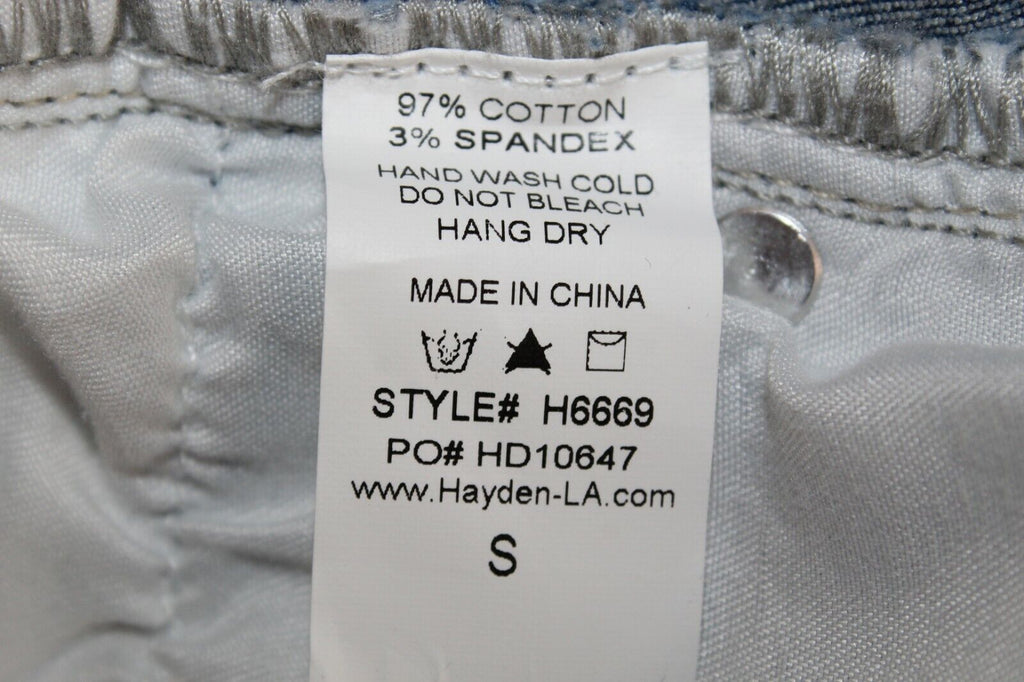 97% COTTON
3% SPANDEX
HAND WASH COLD
DO NOT BLEACH
HANG DRY
MADE IN CHINA
STYLE# H6669
PO# HD10647
www.Hayden-LA.com
S